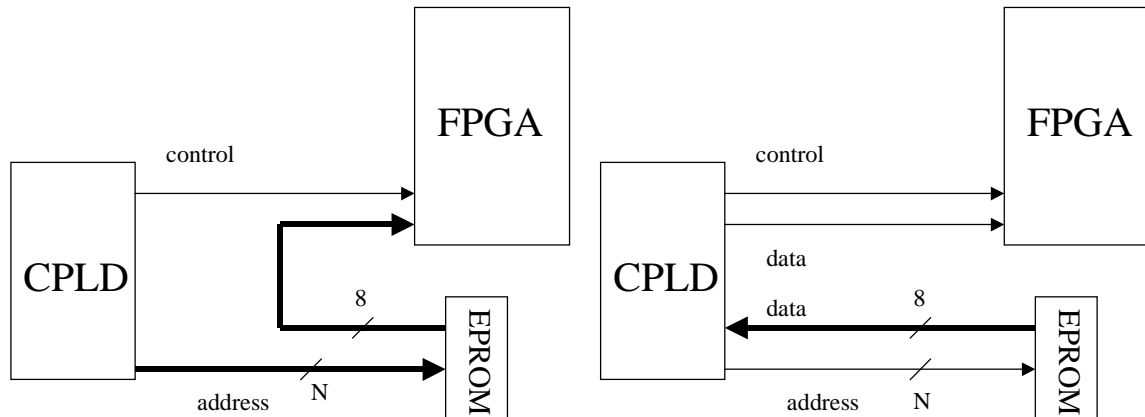 FPGA
control
CPLD
8
EPROM
N
address
FPGA
control
CPLD
data
data
8
EPROM
N
address